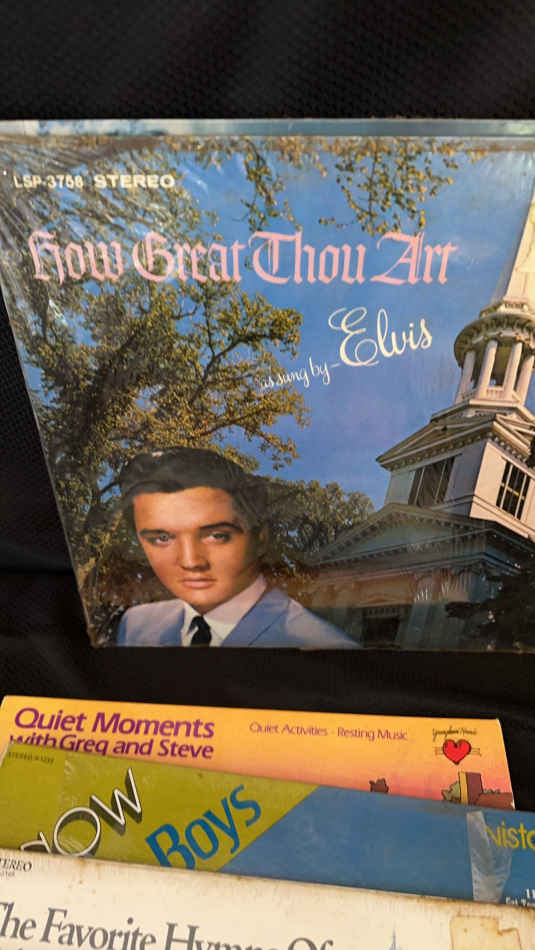 LSP-3758 STEREO
How Great Thou Art
as sung by—Elvis
Quiet Moments
with Greg and Steve
Quiet Activities - Resting Music
Boys
The Favorite Hymns Of